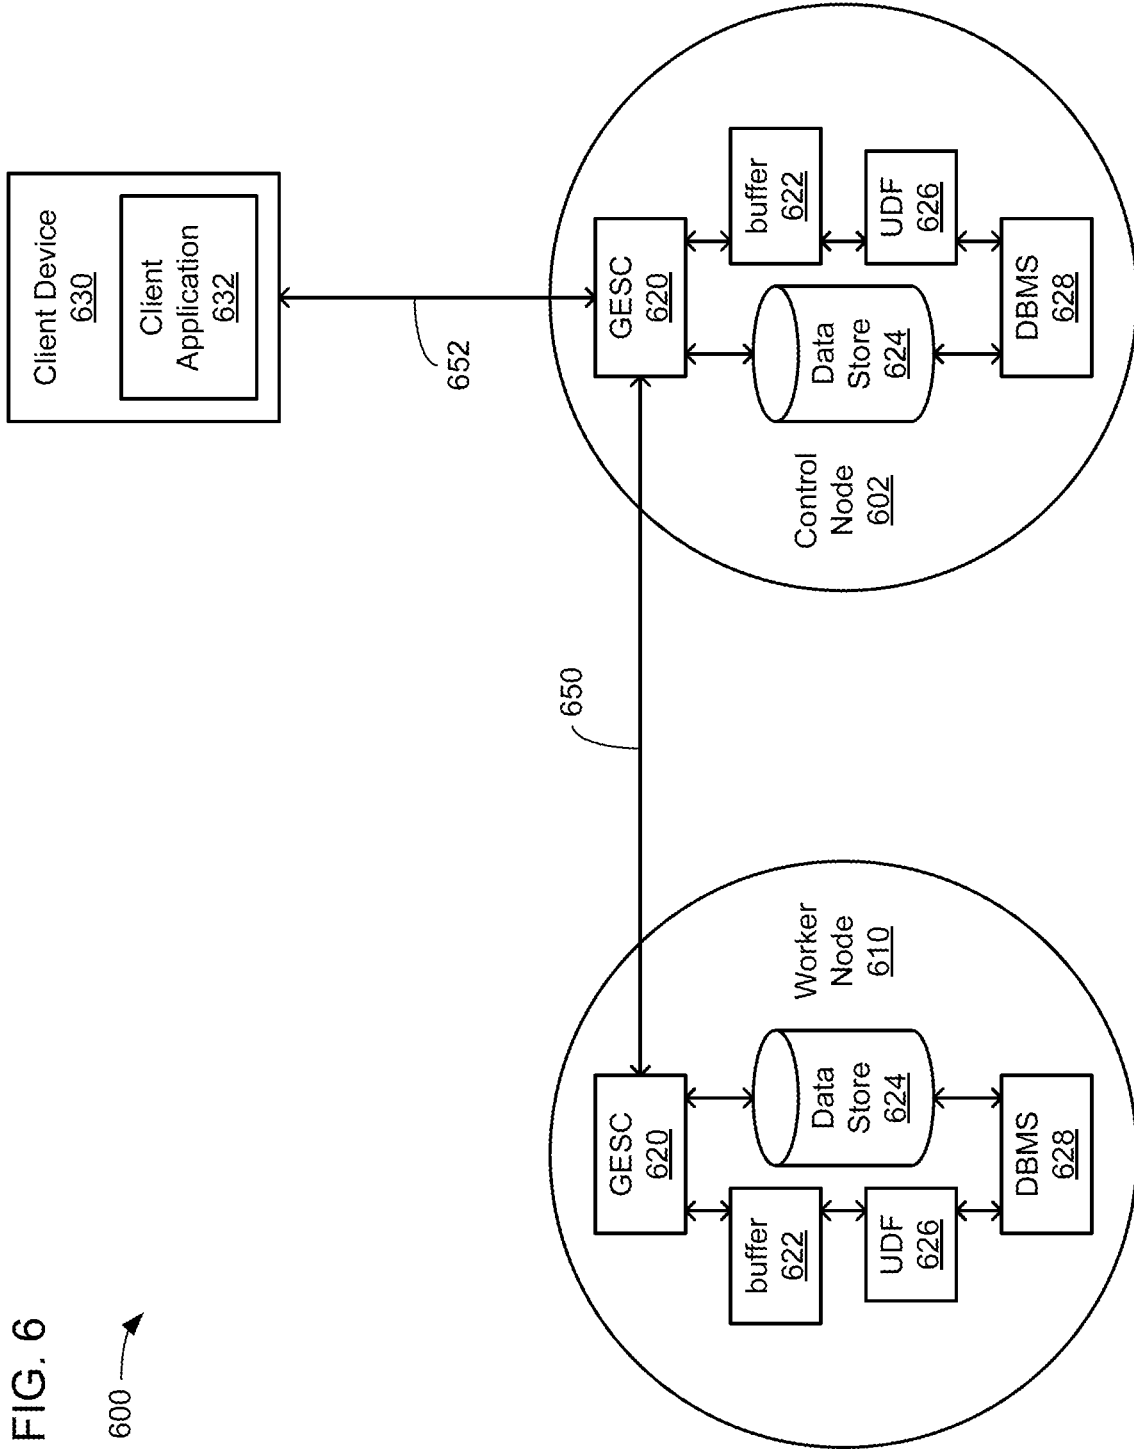 FIG. 6
600
Client Device
630
Client
Application
632
652
650
GESC
620
buffer
622
Data
Store
624
UDF
626
DBMS
628
Worker
Node
610
GESC
620
Data
Store
624
buffer
622
UDF
626
DBMS
628
Control
Node
602